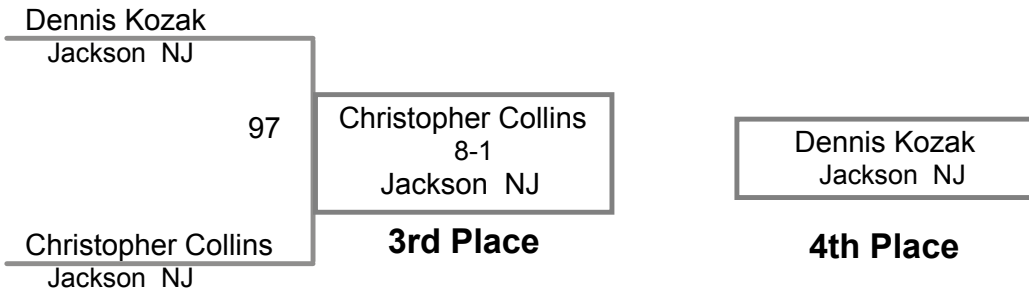 Dennis Kozak
Jackson NJ
97
Christopher Collins
Jackson NJ
Christopher Collins
8-1
Jackson NJ
3rd Place
Dennis Kozak
Jackson NJ
4th Place